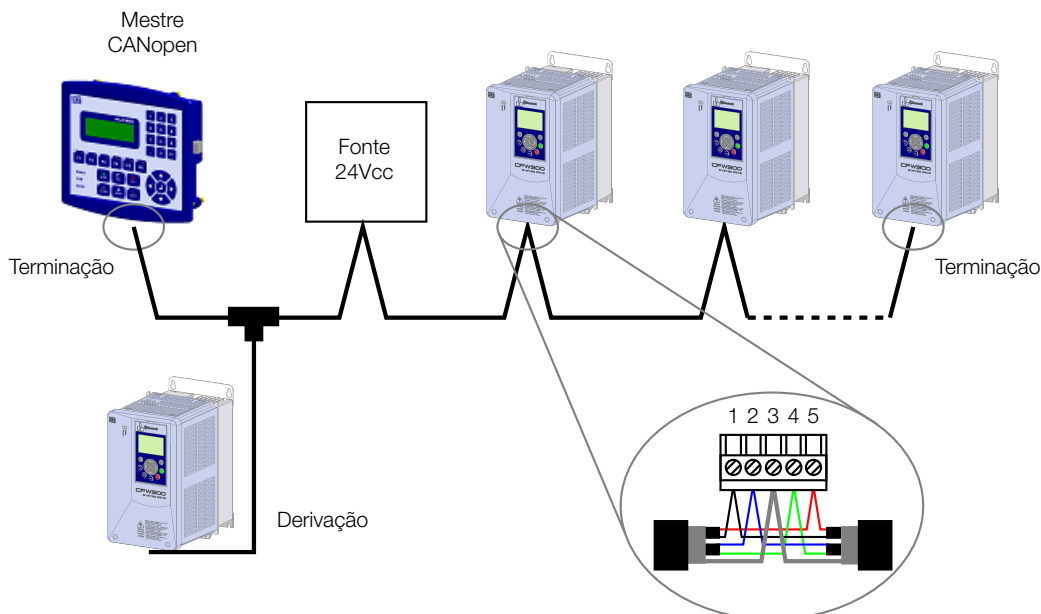 Mestre
CANopen
Fonte
24Vcc
Terminação
Terminação
Derivação
1 2 3 4 5